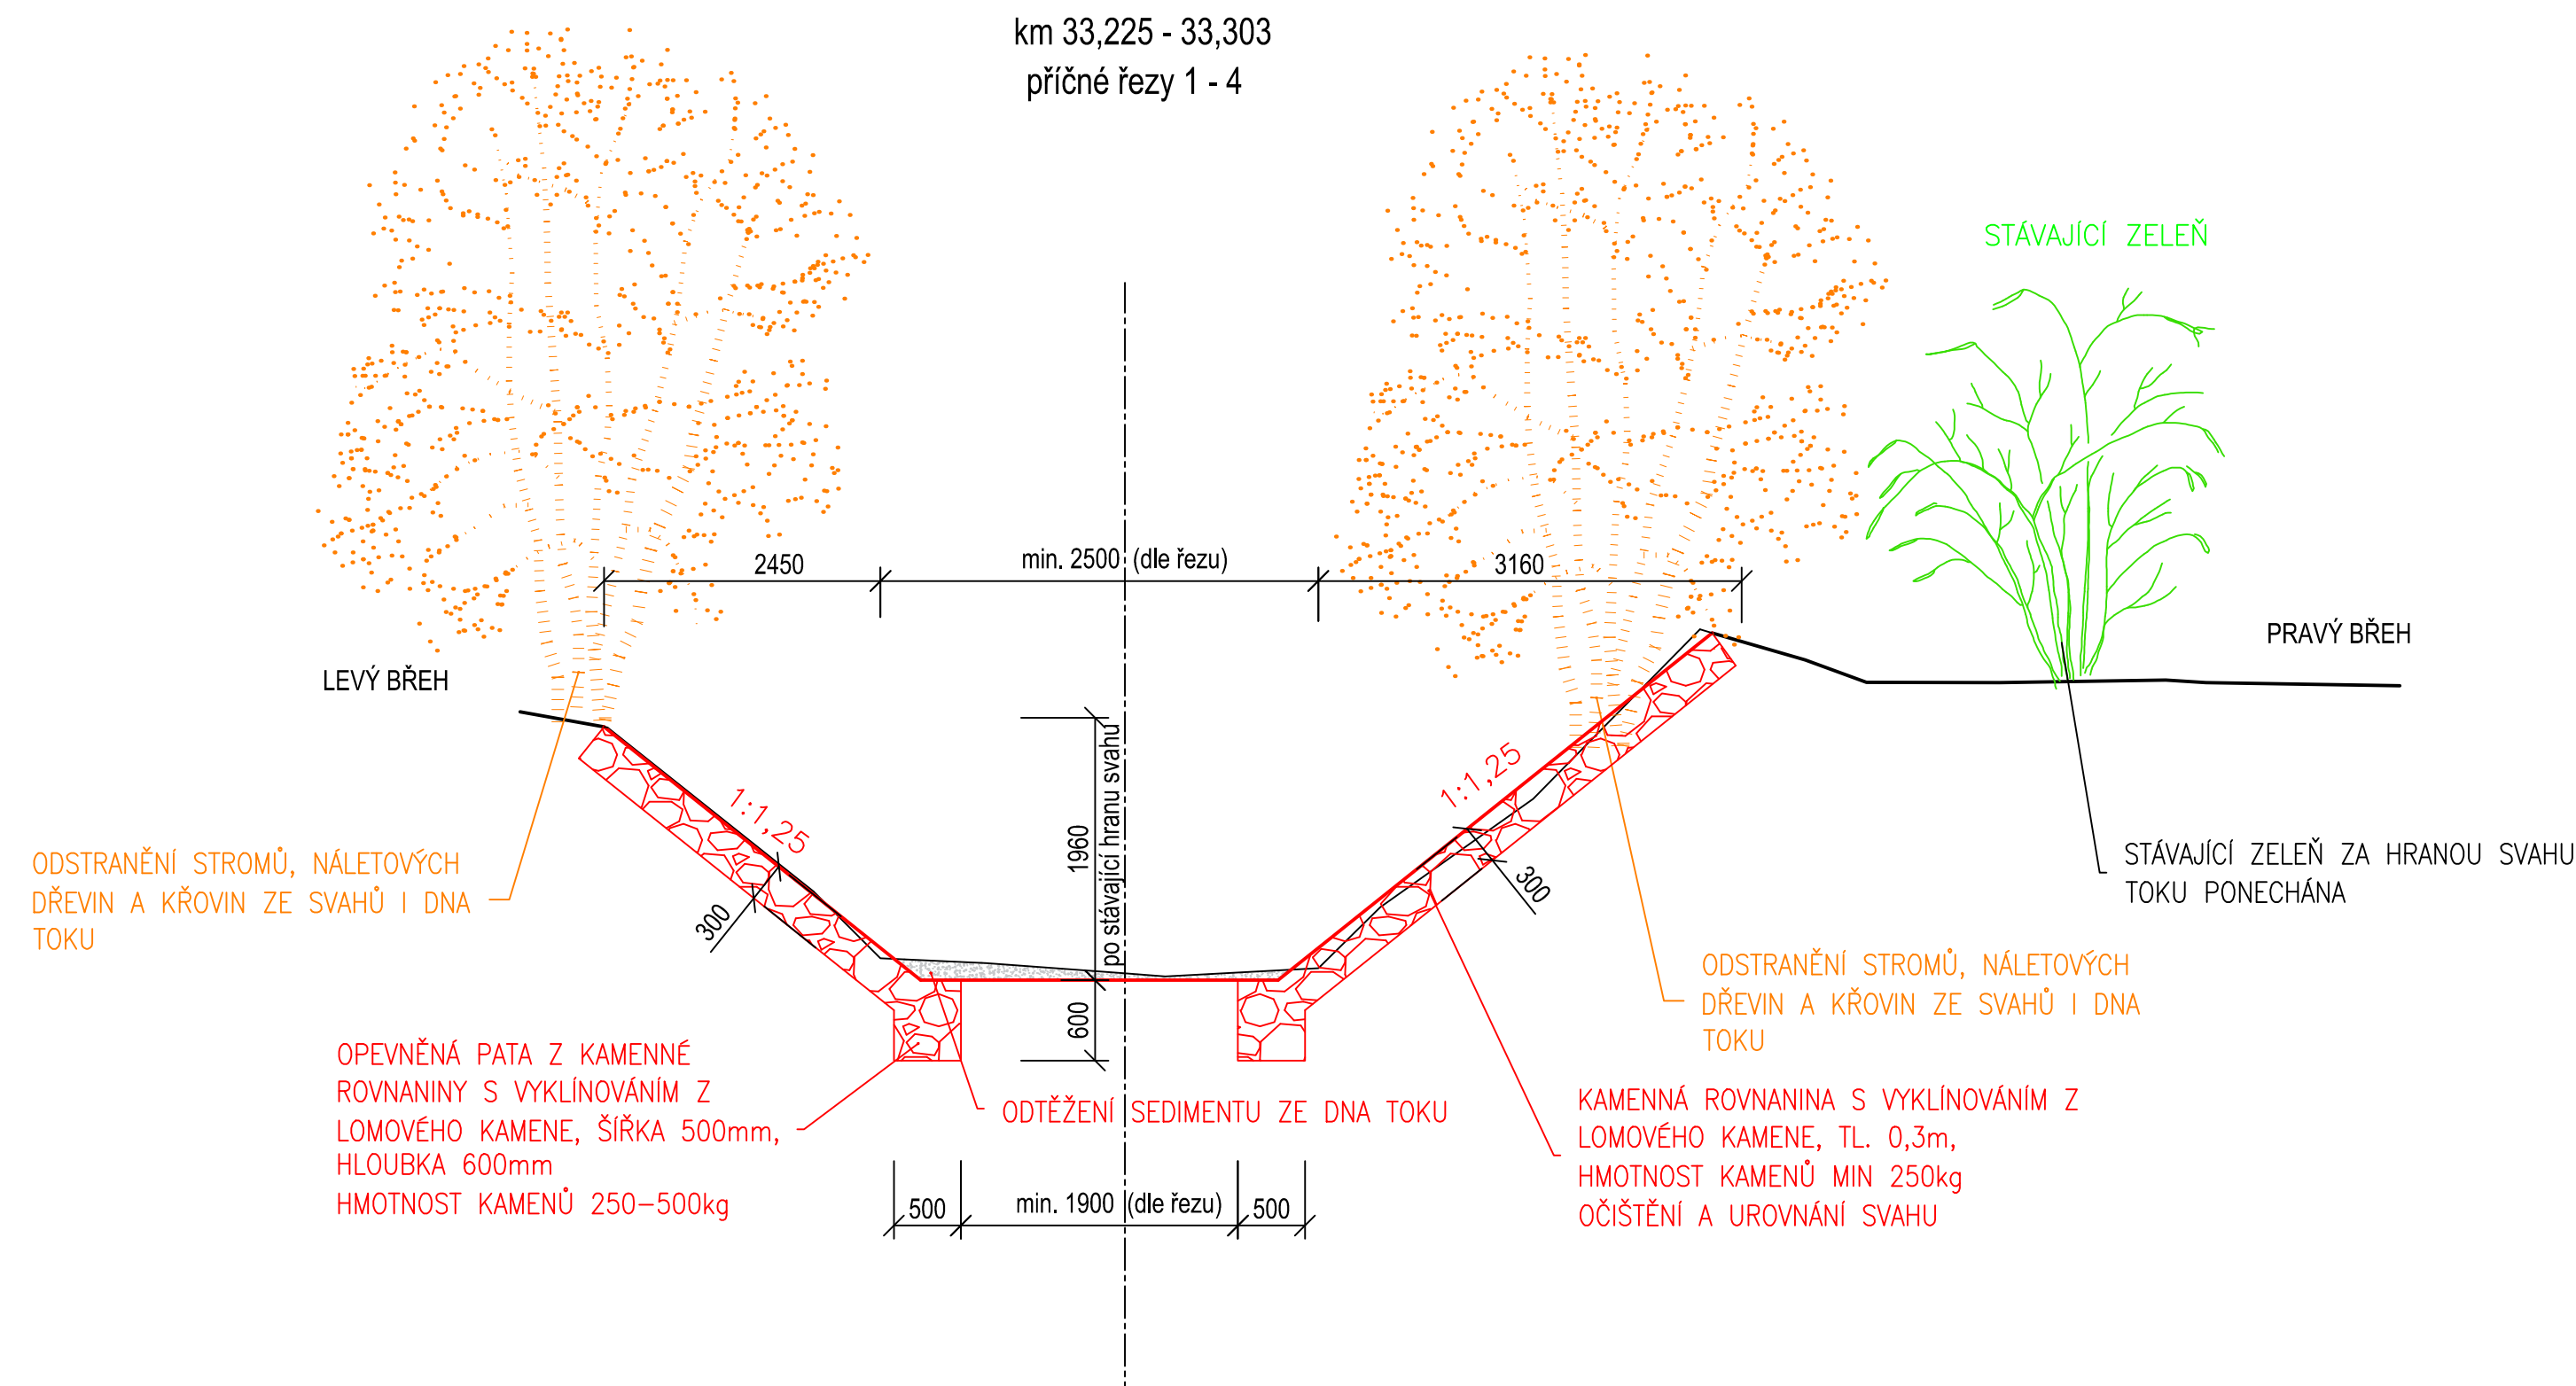 km 33,225 - 33,303
příčné řezy 1 - 4
STÁVAJÍCÍ ZELEŇ
2450
min. 2500 (dle řezu)
3160
LEVÝ BŘEH
PRAVÝ BŘEH
1:1,25
1:1,25
1960
po stávající hranu svahu
300
300
600
ODSTRANĚNÍ STROMŮ, NÁLETOVÝCH
DŘEVIN A KŘOVIN ZE SVAHŮ I DNA
TOKU
STÁVAJÍCÍ ZELEŇ ZA HRANOU SVAHU
TOKU PONECHÁNA
ODSTRANĚNÍ STROMŮ, NÁLETOVÝCH
DŘEVIN A KŘOVIN ZE SVAHŮ I DNA
TOKU
OPEVNĚNÁ PATA Z KAMENNÉ
ROVNANINY S VYKLÍNOVÁNÍM Z
LOMOVÉHO KAMENE, ŠÍŘKA 500mm,
HLOUBKA 600mm
HMOTNOST KAMENŮ 250-500kg
ODTĚŽENÍ SEDIMENTU ZE DNA TOKU
KAMENNÁ ROVNANINA S VYKLÍNOVÁNÍM Z
LOMOVÉHO KAMENE, TL. 0,3m,
HMOTNOST KAMENŮ MIN 250kg
OČIŠTĚNÍ A UROVNÁNÍ SVAHU
500
min. 1900 (dle řezu)
500